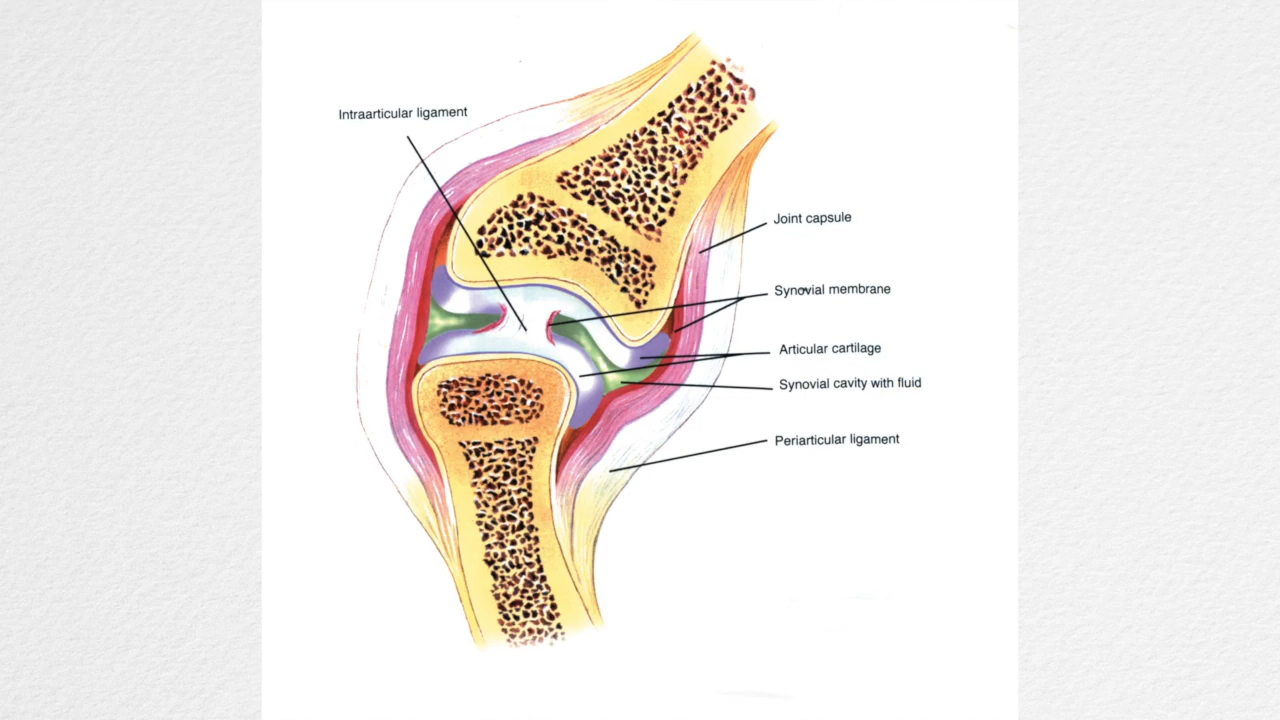 Intraarticular ligament
Joint capsule
Synovial membrane
Articular cartilage
Synovial cavity with fluid
Periarticular ligament